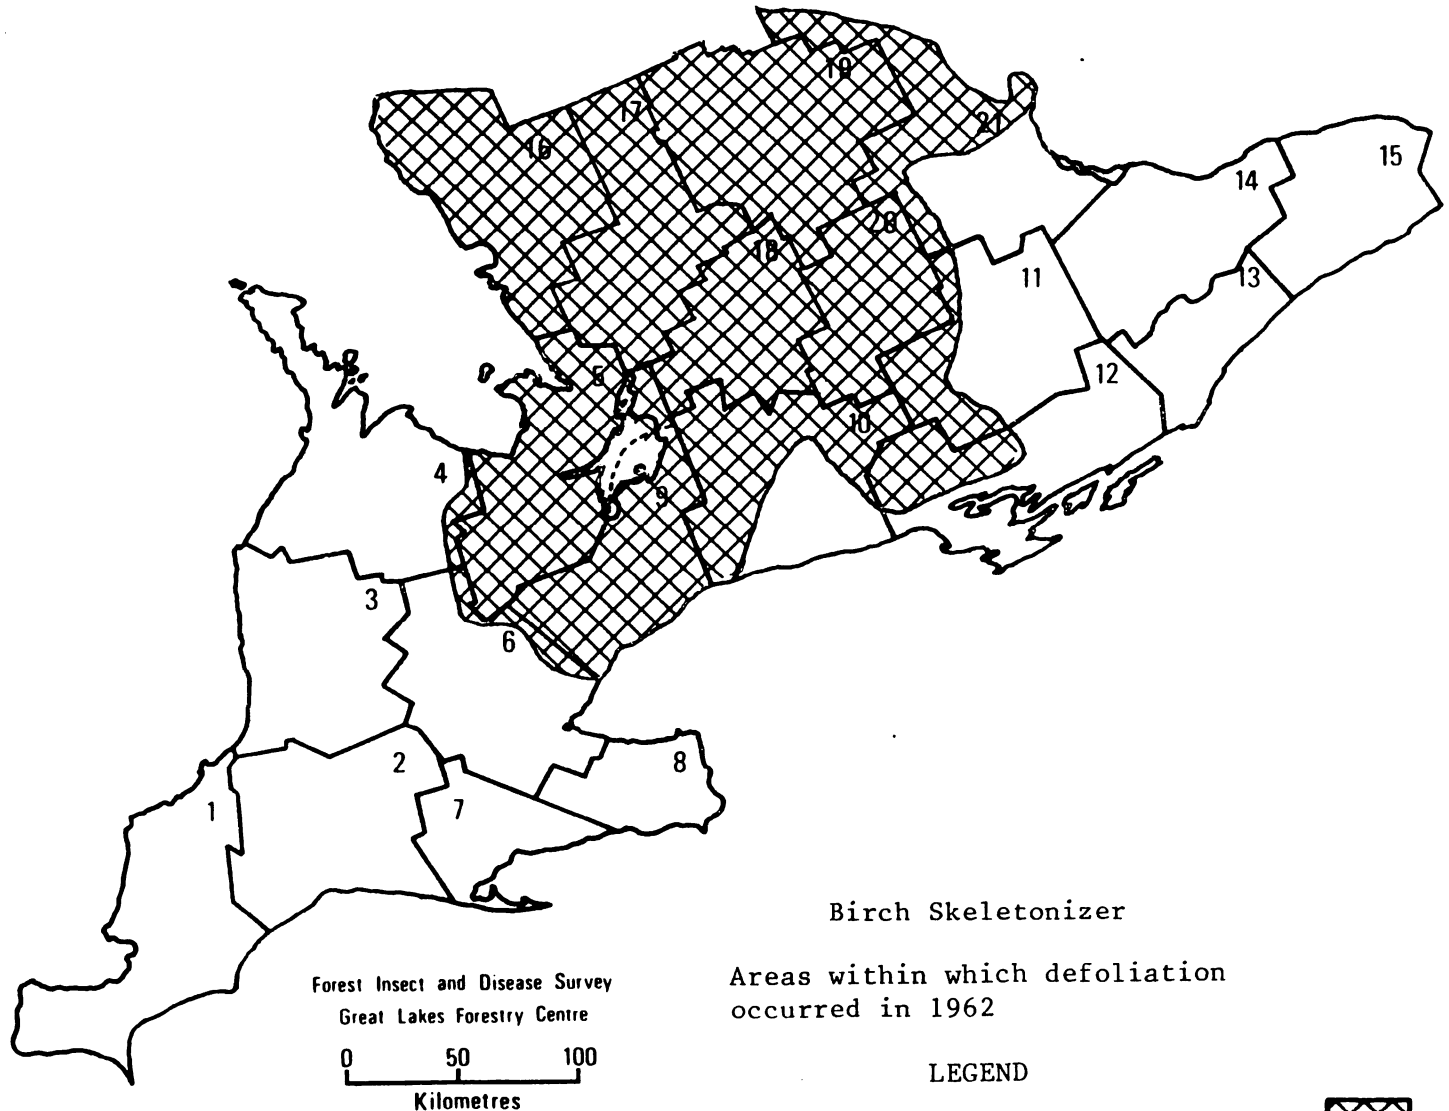 19
17
21
16
15
14
20
18
11
13
5
12
10
4
9
3
6
2
8
1
7
Birch Skeletonizer
Areas within which defoliation
occurred in 1962
Forest Insect and Disease Survey
Great Lakes Forestry Centre
0 50 100
Kilometres
LEGEND